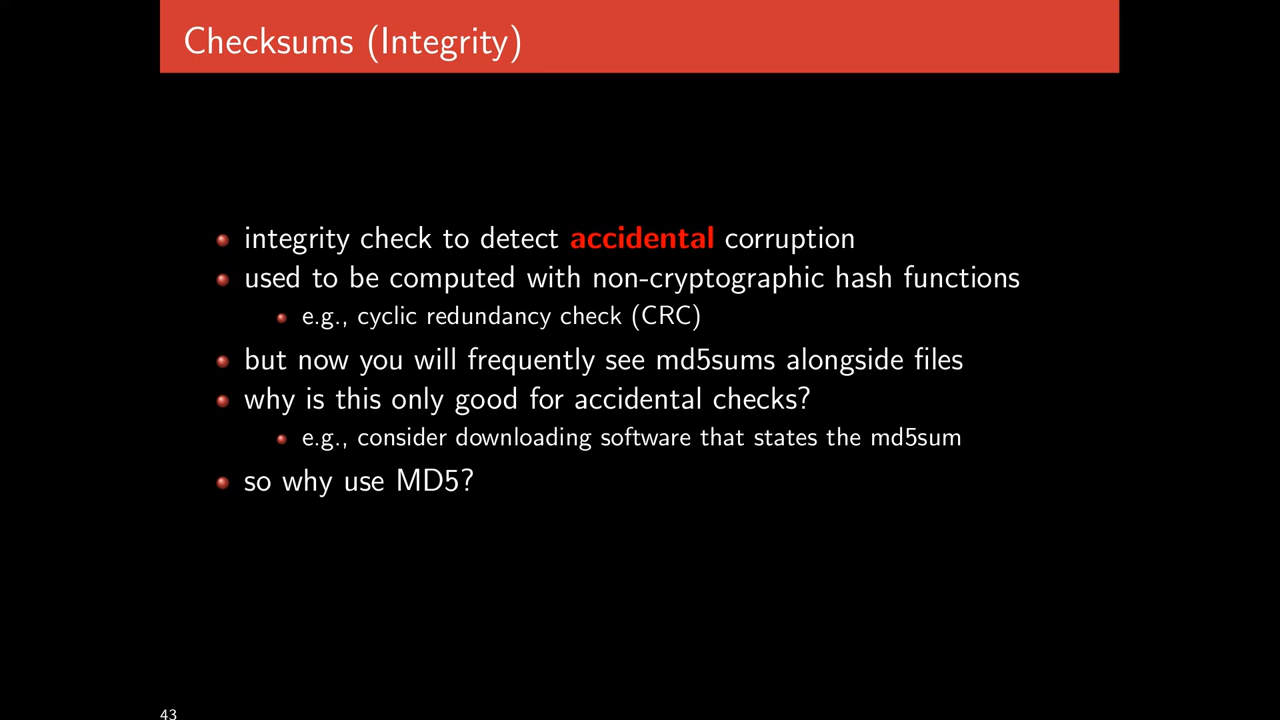 Checksums (Integrity)
integrity check to detect accidental corruption
used to be computed with non-cryptographic hash functions
e.g., cyclic redundancy check (CRC)
but now you will frequently see md5sums alongside files
why is this only good for accidental checks?
e.g., consider downloading software that states the md5sum
so why use MD5?
43